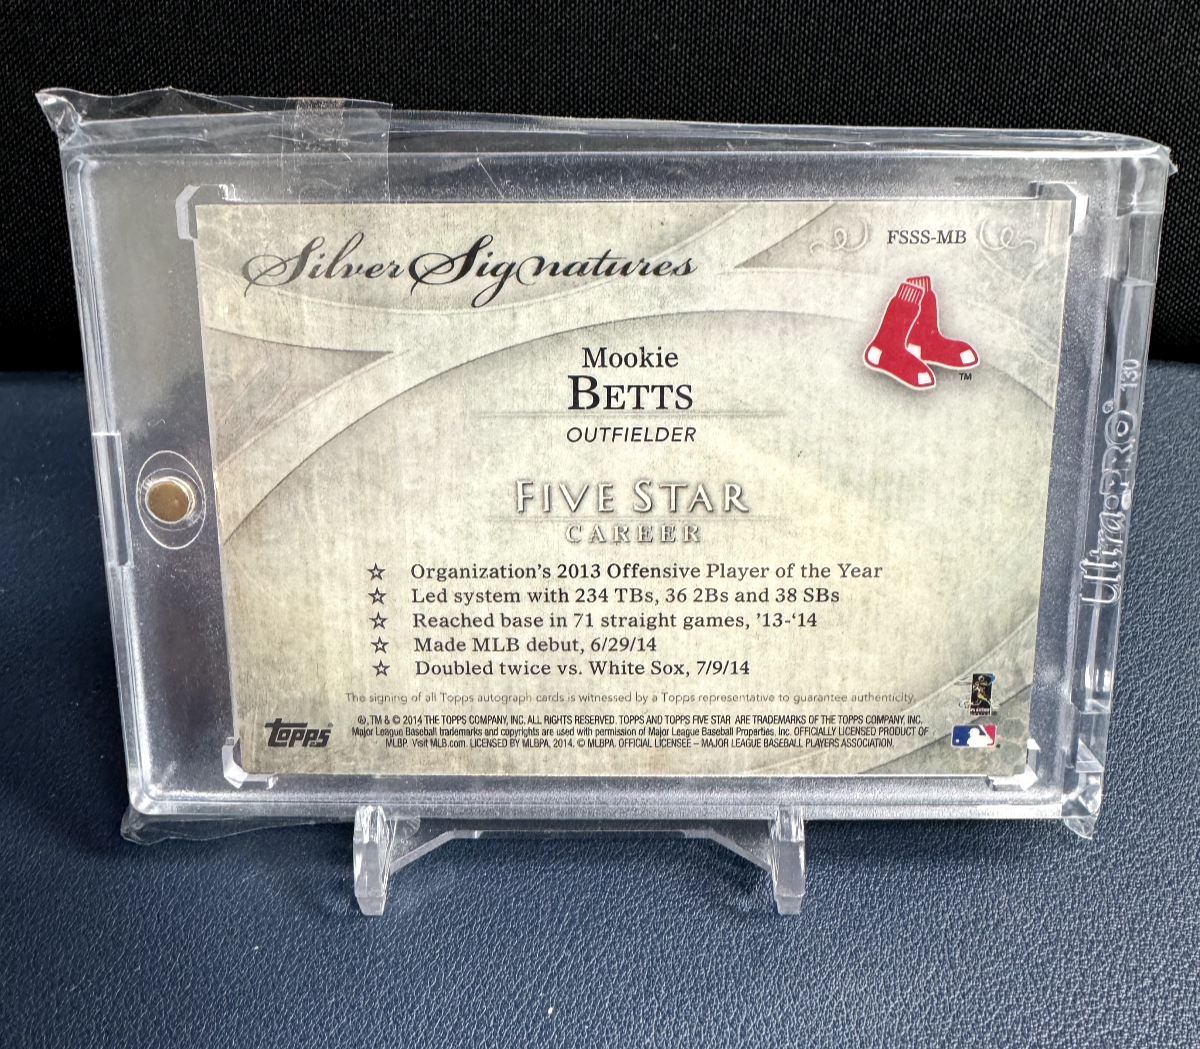 Silver Signatures
FSSS-MB
TM
Mookie
BETTS
OUTFIELDER
FIVE STAR
CAREER
☆ Organization's 2013 Offensive Player of the Year
☆ Led system with 234 TBs, 36 2Bs and 38 SBs
☆ Reached base in 71 straight games, '13-'14
☆ Made MLB debut, 6/29/14
☆ Doubled twice vs. White Sox, 7/9/14
The signing of all Topps autograph cards is witnessed by a Topps representative to guarantee authenticity.
Topps
®, TM & © 2014 THE TOPPS COMPANY, INC. ALL RIGHTS RESERVED. TOPPS AND TOPPS FIVE STAR ARE TRADEMARKS OF THE TOPPS COMPANY, INC.
Major League Baseball trademarks and copyrights are used with permission of Major League Baseball Properties, Inc. OFFICIALLY LICENSED PRODUCT OF
MLBP. Visit MLB.com. LICENSED BY MLBPA, 2014. © MLBPA. OFFICIAL LICENSEE – MAJOR LEAGUE BASEBALL PLAYERS ASSOCIATION.
Ultra•PRO® 130